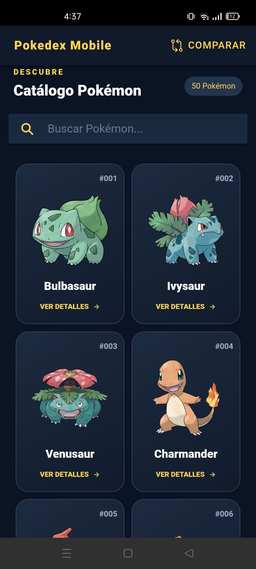 4:37
Pokedex Mobile
COMPARAR
DESCUBRE
Catálogo Pokémon
50 Pokémon
Buscar Pokémon...
#001
#002
Bulbasaur
Ivysaur
VER DETALLES →
VER DETALLES →
#003
#004
Venusaur
Charmander
VER DETALLES →
VER DETALLES →
#005
#006